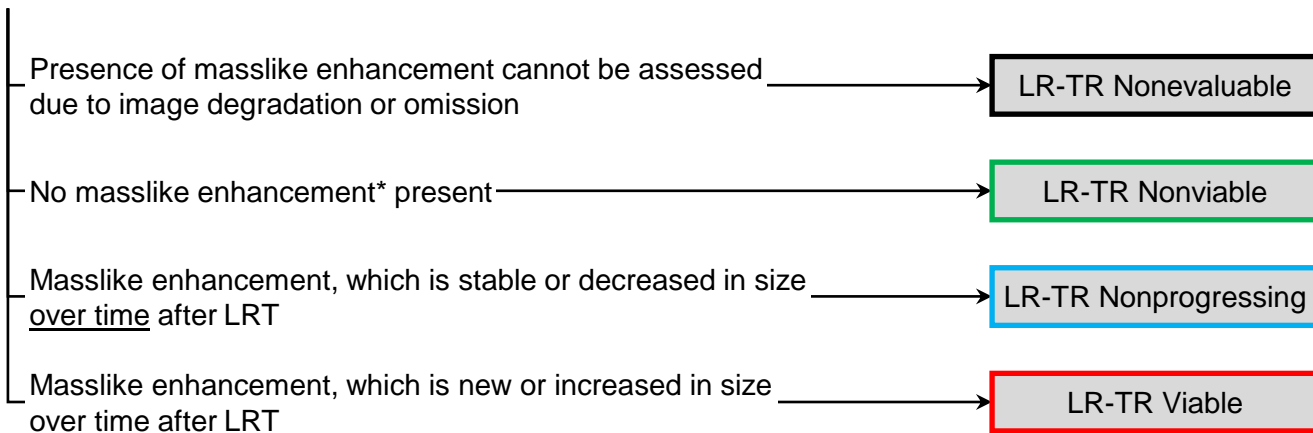 Presence of masslike enhancement cannot be assessed
due to image degradation or omission
LR-TR Nonevaluable
No masslike enhancement* present
LR-TR Nonviable
Masslike enhancement, which is stable or decreased in size
over time after LRT
LR-TR Nonprogressing
Masslike enhancement, which is new or increased in size
over time after LRT
LR-TR Viable